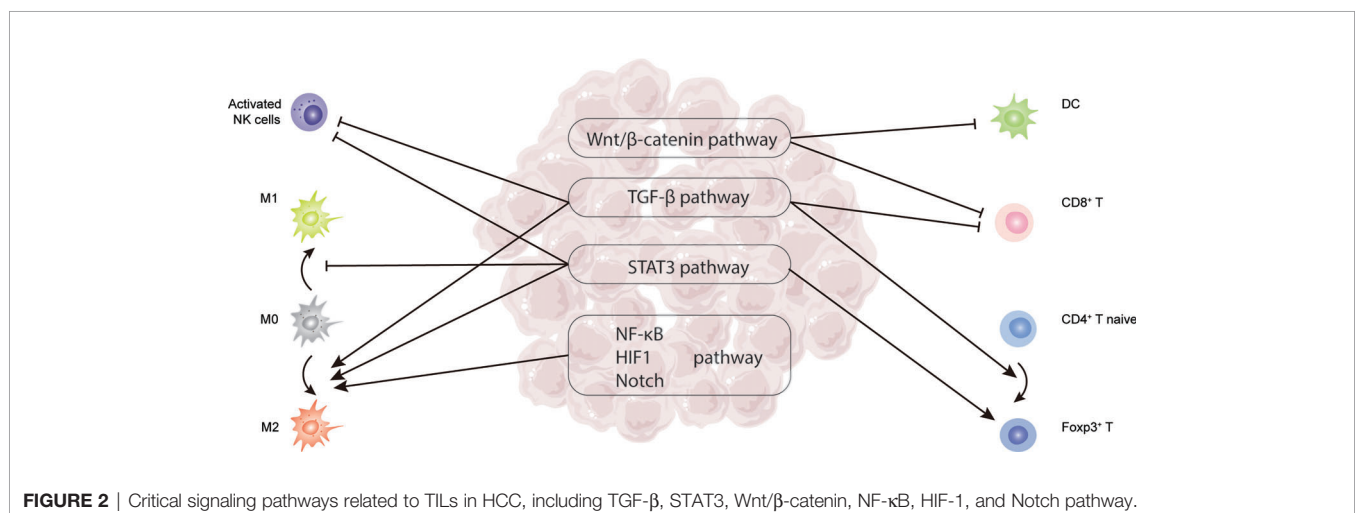 Activated
NK cells
M1
M0
M2
Wnt/β-catenin pathway
TGF-β pathway
STAT3 pathway
NF-κB
HIF1 pathway
Notch
DC
CD8⁺ T
CD4⁺ T naive
Foxp3⁺ T
FIGURE 2 | Critical signaling pathways related to TILs in HCC, including TGF-β, STAT3, Wnt/β-catenin, NF-κB, HIF-1, and Notch pathway.